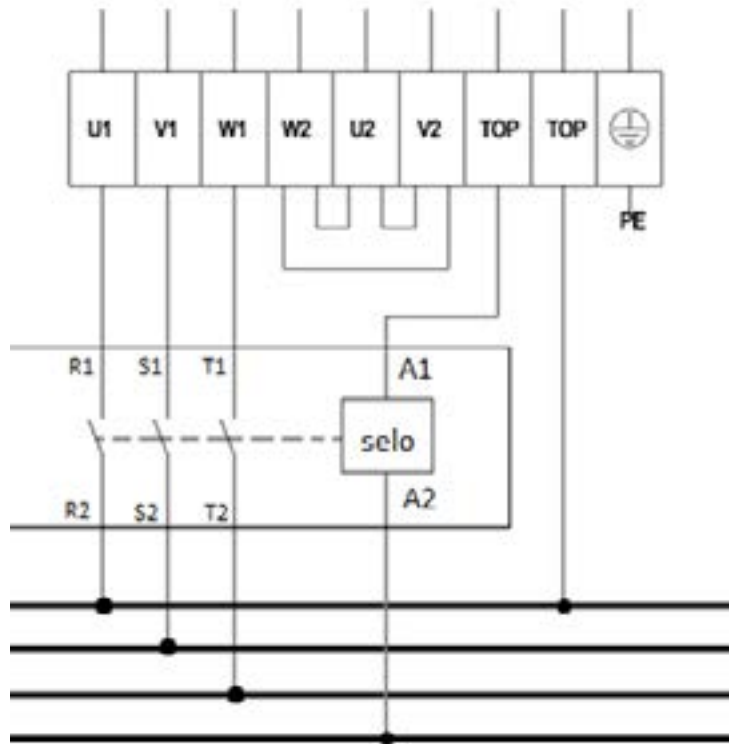 U1 V1 W1 W2 U2 V2 TOP TOP
PE
R1 S1 T1 A1
selo
R2 S2 T2 A2